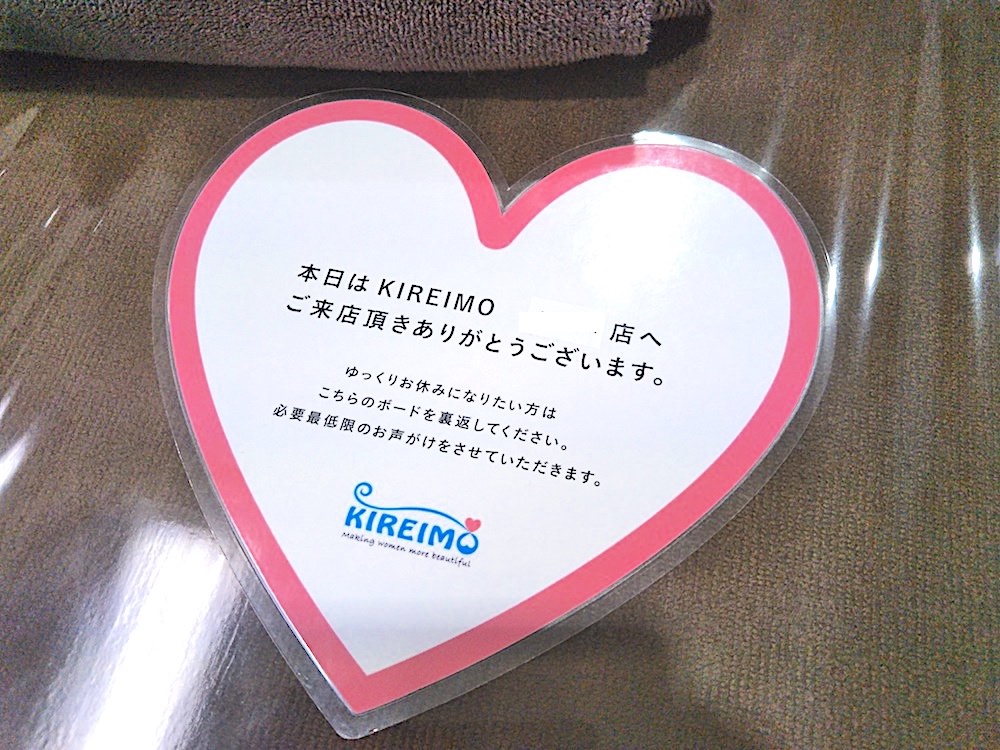 本日は KIREIMO 店へ
ご来店頂きありがとうございます。
ゆっくりお休みになりたい方は
こちらのボードを裏返してください。
必要最低限のお声がけをさせていただきます。
KIREIMO
Making women more beautiful